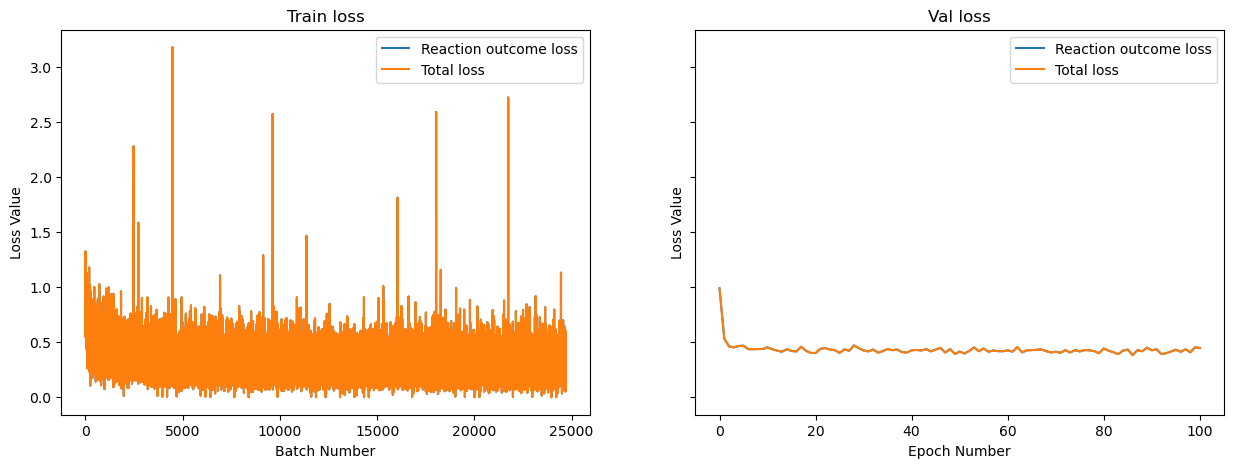 Train loss
Reaction outcome loss
Total loss
3.0
2.5
2.0
1.5
1.0
0.5
0.0
Loss Value
0
5000
10000
15000
20000
25000
Batch Number
Val loss
Reaction outcome loss
Total loss
Loss Value
0
20
40
60
80
100
Epoch Number